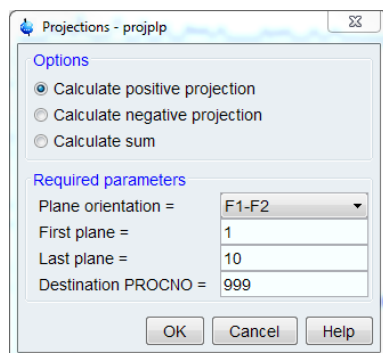 Projections - projplp
Options
Calculate positive projection
Calculate negative projection
Calculate sum
Required parameters
Plane orientation = F1-F2
First plane = 1
Last plane = 10
Destination PROCNO = 999
OK Cancel Help